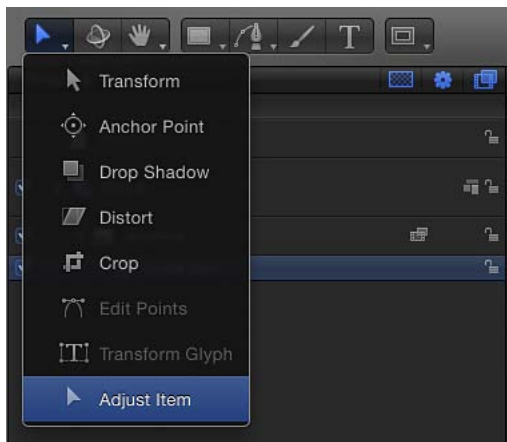 T
Transform
Anchor Point
Drop Shadow
Distort
Crop
Edit Points
T Transform Glyph
Adjust Item